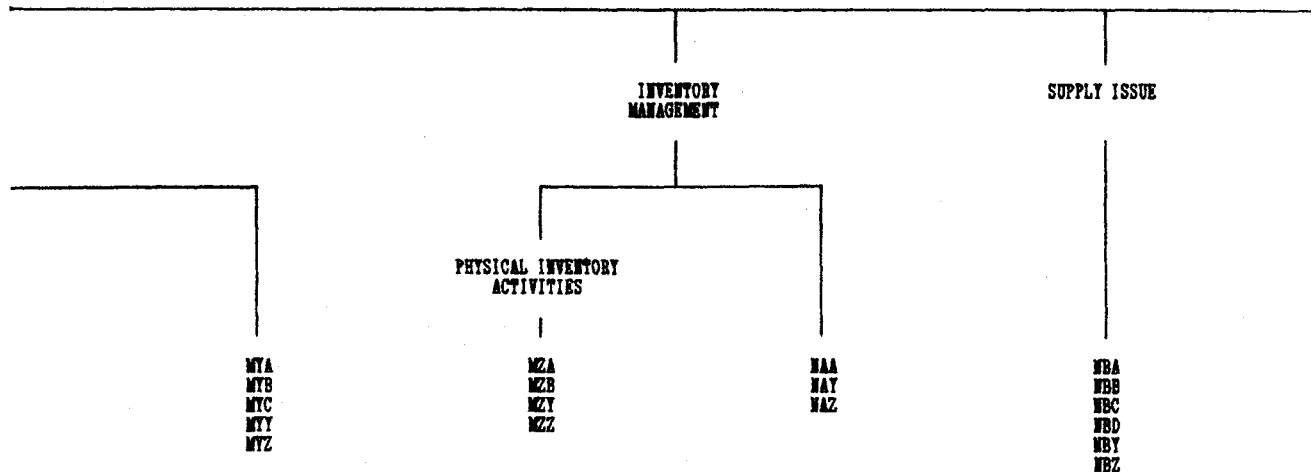 INVENTORY
MANAGEMENT
SUPPLY ISSUE
PHYSICAL INVENTORY
ACTIVITIES
MYA
MYB
MYC
MYY
MYZ
MZA
MZB
MZY
MZZ
NAA
NAY
NAZ
NBA
NBB
NBC
NBD
NBY
NBZ